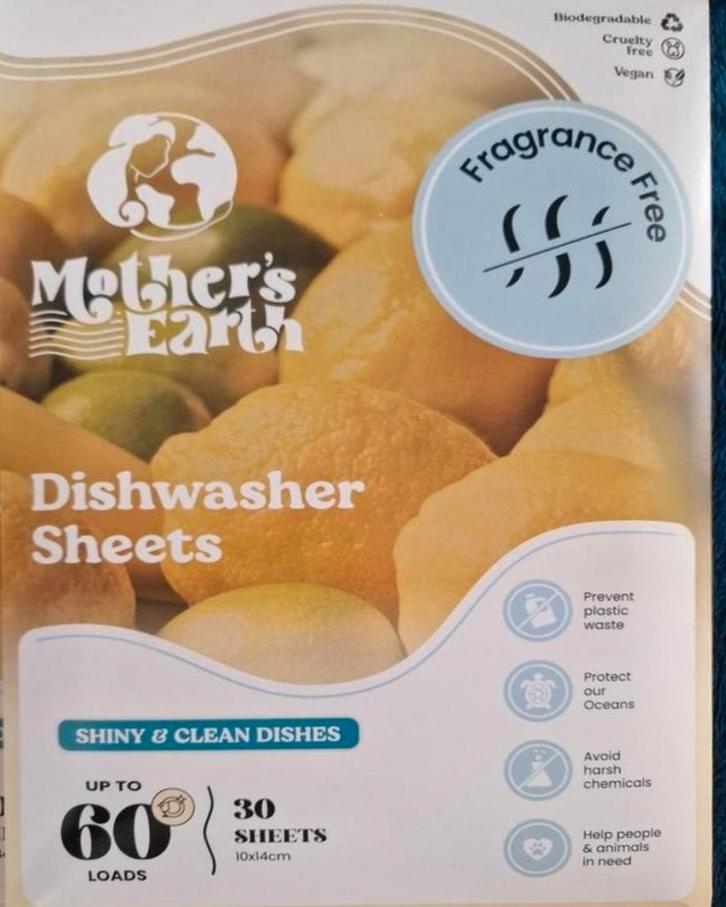 Biodegradable
Cruelty
free
Vegan
Fragrance Free
Mother's
Earth
Dishwasher
Sheets
Prevent
plastic
waste
Protect
our
Oceans
Avoid
harsh
chemicals
Help people
& animals
in need
SHINY & CLEAN DISHES
UP TO
60
LOADS
30
SHEETS
10x14cm